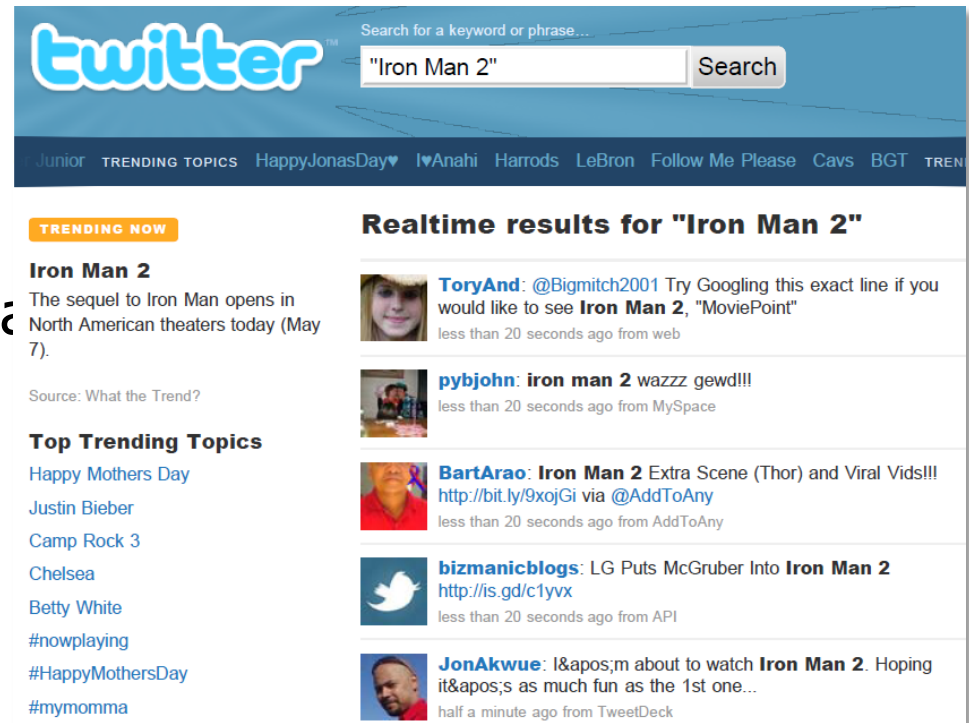 twitter™
Search for a keyword or phrase...
"Iron Man 2"
Search
Junior TRENDING TOPICS HappyJonasDay♥ I♥Anahi Harrods LeBron Follow Me Please Cavs BGT TREN
TRENDING NOW
Iron Man 2
The sequel to Iron Man opens in
North American theaters today (May
7).
Source: What the Trend?
Top Trending Topics
Happy Mothers Day
Justin Bieber
Camp Rock 3
Chelsea
Betty White
#nowplaying
#HappyMothersDay
#mymomma
Realtime results for "Iron Man 2"
ToryAnd: @Bigmitch2001 Try Googling this exact line if you
would like to see Iron Man 2, "MoviePoint"
less than 20 seconds ago from web
pybjohn: iron man 2 wazzz gewd!!!
less than 20 seconds ago from MySpace
BartArao: Iron Man 2 Extra Scene (Thor) and Viral Vids!!!
http://bit.ly/9xojGi via @AddToAny
less than 20 seconds ago from AddToAny
bizmanicblogs: LG Puts McGruber Into Iron Man 2
http://is.gd/c1yvx
less than 20 seconds ago from API
JonAkwue: I&apos;m about to watch Iron Man 2. Hoping
it&apos;s as much fun as the 1st one...
half a minute ago from TweetDeck